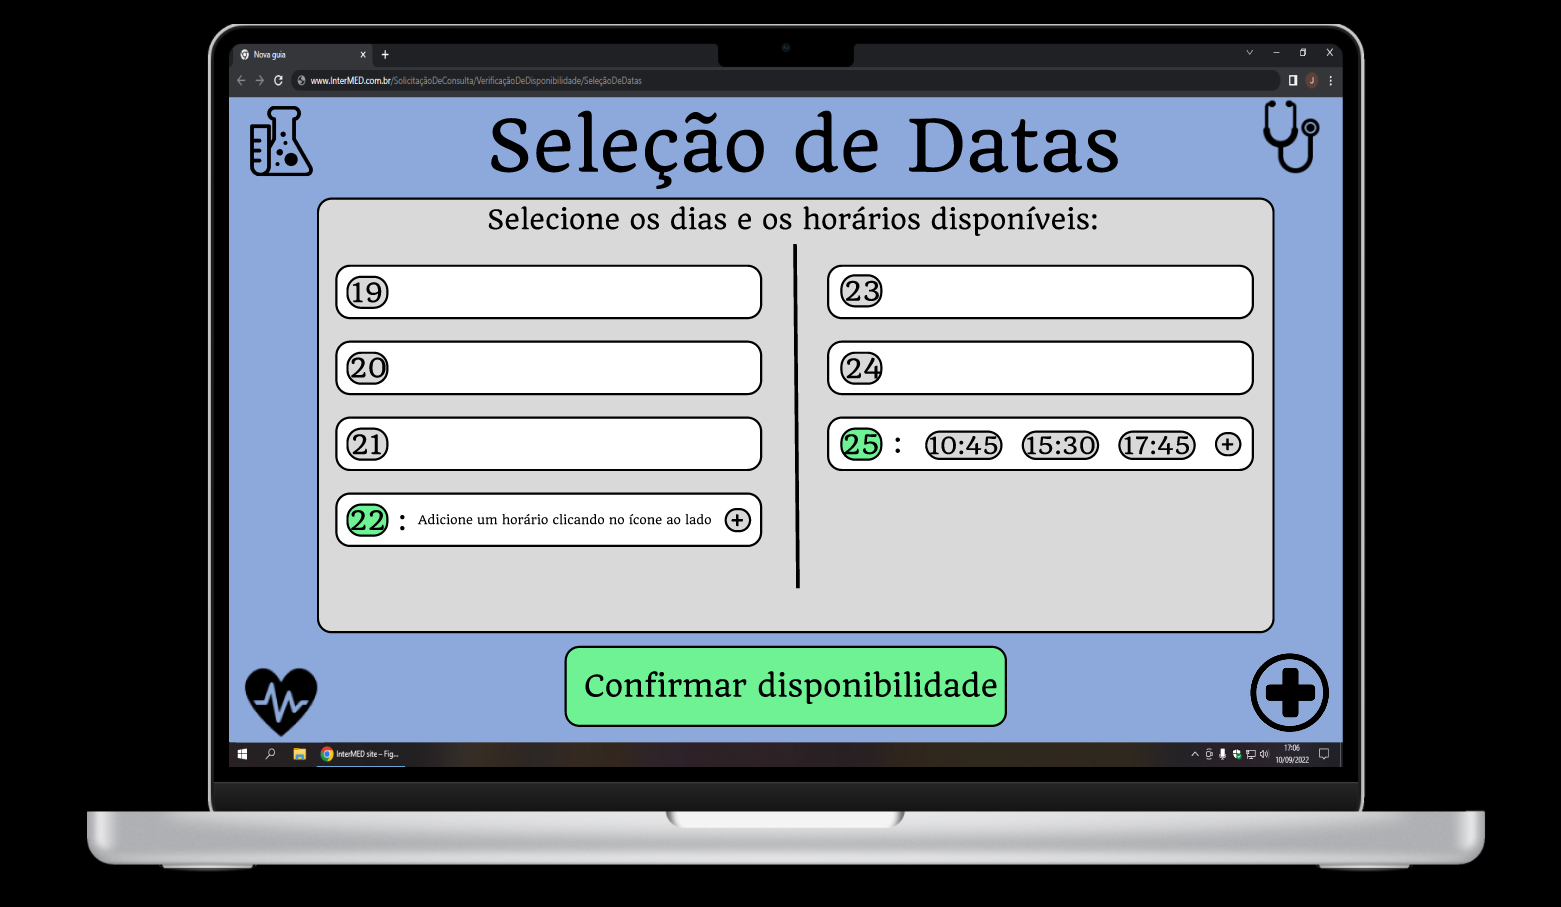 Nova guia
www.InterMED.com.br/SolicitaçãoDeConsulta/VerificaçãoDeDisponibilidade/SeleçãoDeDatas
J
Seleção de Datas
Selecione os dias e os horários disponíveis:
19
20
21
22 : Adicione um horário clicando no ícone ao lado +
23
24
25 : 10:45 15:30 17:45 +
Confirmar disponibilidade
InterMED site – Fig...
17:06
10/09/2022